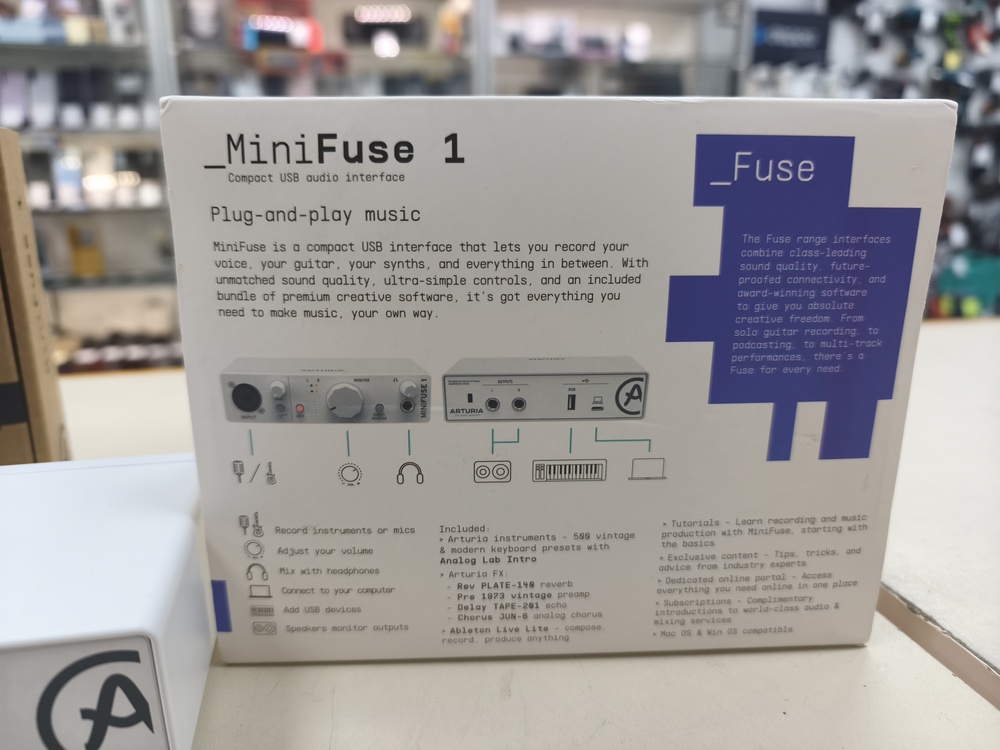 _MiniFuse 1
Compact USB audio interface
Plug-and-play music
MiniFuse is a compact USB interface that lets you record your
voice, your guitar, your synths, and everything in between. With
unmatched sound quality, ultra-simple controls, and an included
bundle of premium creative software, it's got everything you
need to make music, your own way.
_Fuse
The Fuse range interfaces
combine class-leading
sound quality, future-
proofed connectivity, and
award-winning software
to give you absolute
creative freedom. From
solo guitar recording, to
podcasting, to multi-track
performances, there's a
Fuse for every need.
ARTURIA
INPUT
MONITOR
MINIFUSE 1
OUTPUTS
L
R
USB
ARTURIA
Record instruments or mics
Adjust your volume
Mix with headphones
Connect to your computer
Add USB devices
Speakers monitor outputs
Included:
> Arturia instruments - 500 vintage
& modern keyboard presets with
Analog Lab Intro
> Arturia FX:
- Rev PLATE-140 reverb
- Pre 1973 vintage preamp
- Delay TAPE-201 echo
- Chorus JUN-6 analog chorus
> Ableton Live Lite - compose,
record, produce anything
> Tutorials - Learn recording and music
production with MiniFuse, starting with
the basics
> Exclusive content - Tips, tricks, and
advice from industry experts
> Dedicated online portal - Access
everything you need online in one place
> Subscriptions - Complimentary
introductions to world-class audio &
mixing services
> Mac OS & Win OS compatible